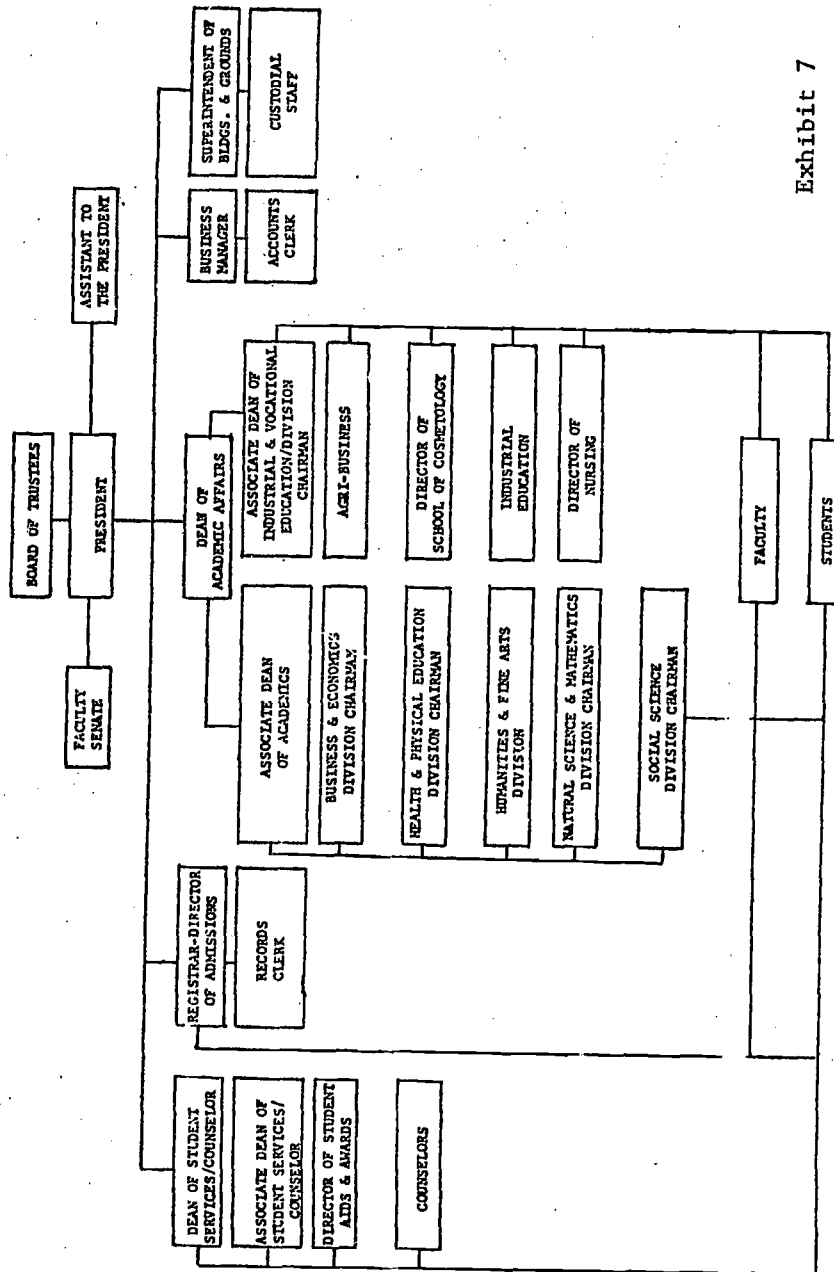 BOARD OF TRUSTEES
FACULTY
SENATE
PRESIDENT
ASSISTANT TO
THE PRESIDENT
DEAN OF STUDENT
SERVICES/COUNSELOR
ASSOCIATE DEAN OF
STUDENT SERVICES/
COUNSELOR
DIRECTOR OF STUDENT
AIDS & AWARDS
COUNSELORS
REGISTRAR-DIRECTOR
OF ADMISSIONS
RECORDS
CLERK
DEAN OF
ACADEMIC AFFAIRS
ASSOCIATE DEAN
OF ACADEMICS
BUSINESS & ECONOMICS
DIVISION CHAIRMAN
HEALTH & PHYSICAL EDUCATION
DIVISION CHAIRMAN
HUMANITIES & FINE ARTS
DIVISION
NATURAL SCIENCE & MATHEMATICS
DIVISION CHAIRMAN
SOCIAL SCIENCE
DIVISION CHAIRMAN
ASSOCIATE DEAN OF
INDUSTRIAL & VOCATIONAL
EDUCATION/DIVISION
CHAIRMAN
AGRI-BUSINESS
DIRECTOR OF
SCHOOL OF COSMETOLOGY
INDUSTRIAL
EDUCATION
DIRECTOR OF
NURSING
BUSINESS
MANAGER
ACCOUNTS
CLERK
SUPERINTENDENT OF
BLDGS. & GROUNDS
CUSTODIAL
STAFF
FACULTY
STUDENTS
Exhibit 7